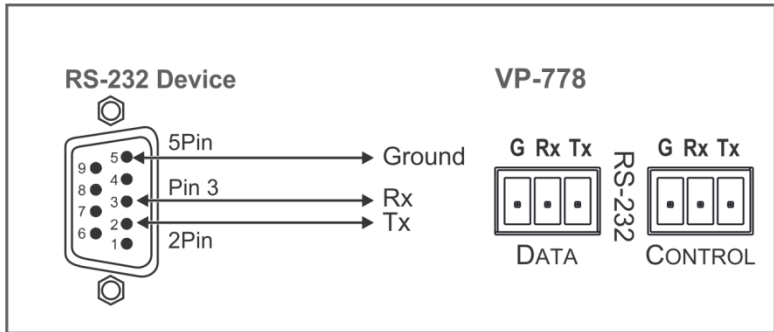 RS-232 Device
VP-778
5Pin
Ground
Pin 3
Rx
Tx
2Pin
5
9
4
8
3
7
2
6
1
G Rx Tx
RS-232
G Rx Tx
DATA
CONTROL